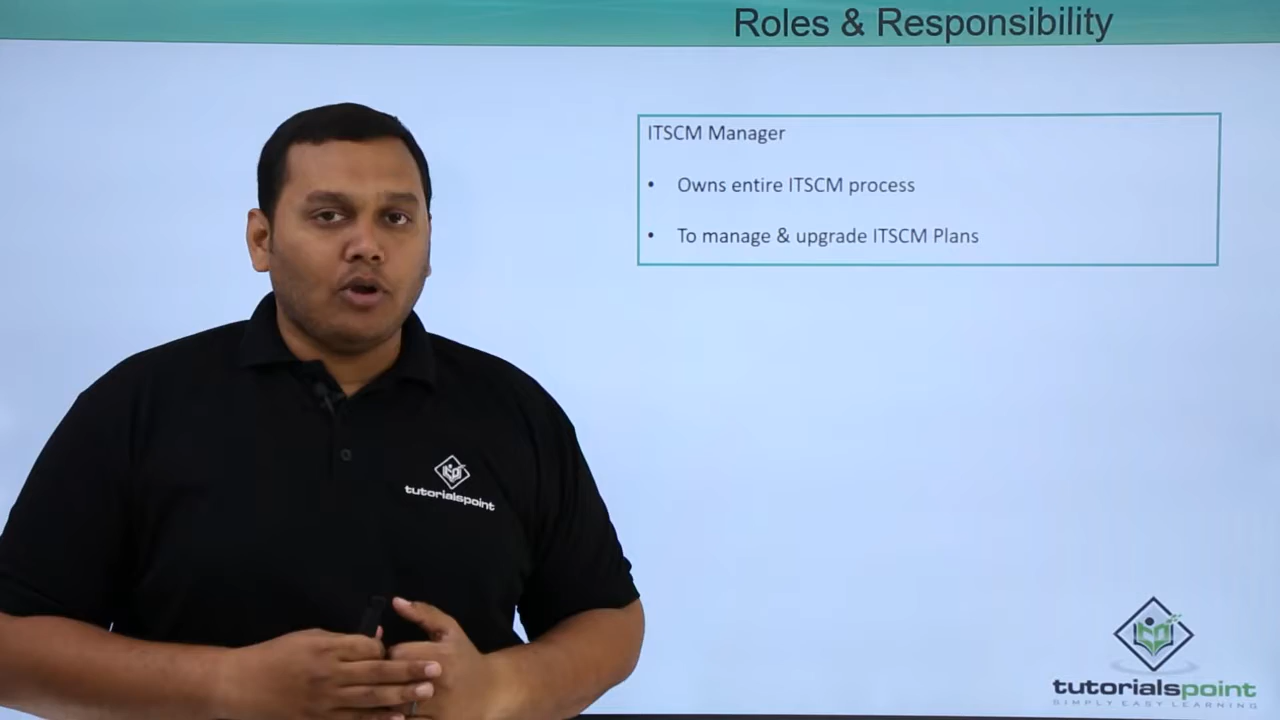 Roles & Responsibility
ITSCM Manager
• Owns entire ITSCM process
• To manage & upgrade ITSCM Plans
tutorialspoint
tutorialspoint
SIMPLY EASY LEARNING